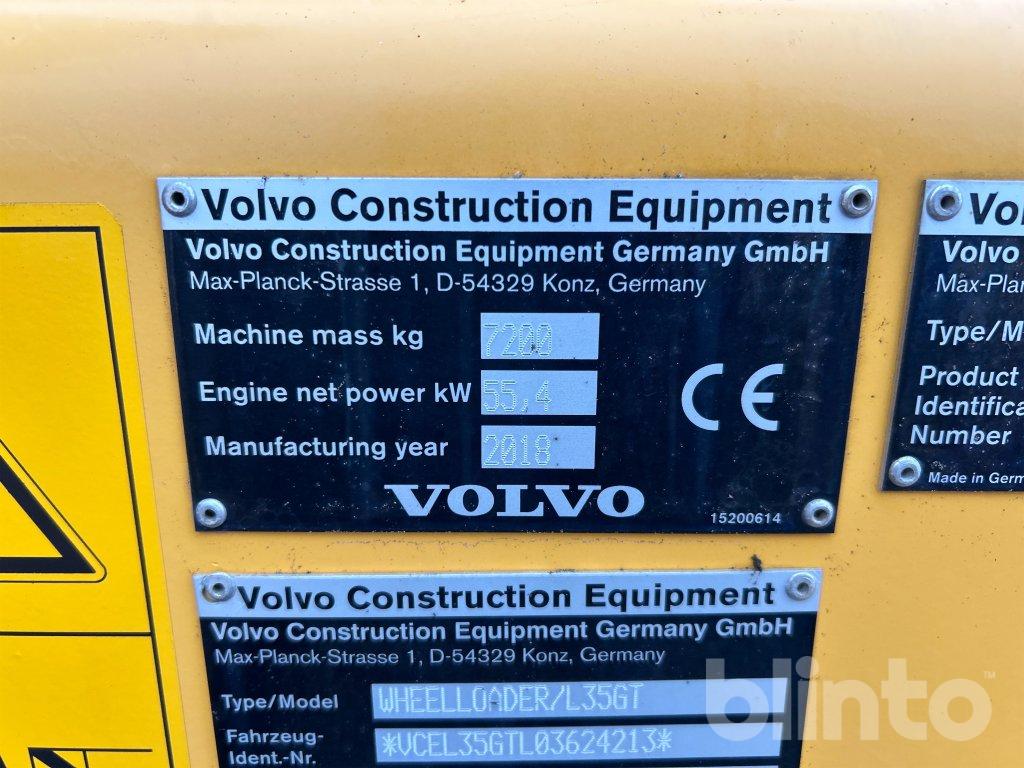 Volvo Construction Equipment
Volvo Construction Equipment Germany GmbH
Max-Planck-Strasse 1, D-54329 Konz, Germany
Machine mass kg 7200
Engine net power kW 55,4
Manufacturing year 2018
CE
VOLVO
15200614
Volvo Construction Equipment
Volvo Construction Equipment Germany GmbH
Max-Planck-Strasse 1, D-54329 Konz, Germany
Type/Model WHEELLOADER/L35GT
Fahrzeug-
Ident.-Nr. *VCEL35GTL03624213*
Volvo
Type/M
Product
Identifica
Number
Made in Germ
blinto™